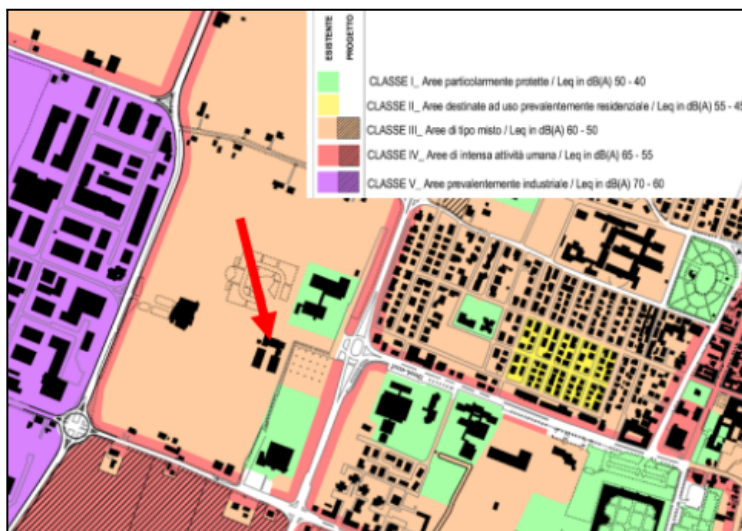 ESISTENTE
PROGETTO
CLASSE I_ Aree particolarmente protette / Leq in dB(A) 50 - 40
CLASSE II_ Aree destinate ad uso prevalentemente residenziale / Leq in dB(A) 55 - 45
CLASSE III_ Aree di tipo misto / Leq in dB(A) 60 - 50
CLASSE IV_ Aree di intensa attività umana / Leq in dB(A) 65 - 55
CLASSE V_ Aree prevalentemente industriale / Leq in dB(A) 70 - 60